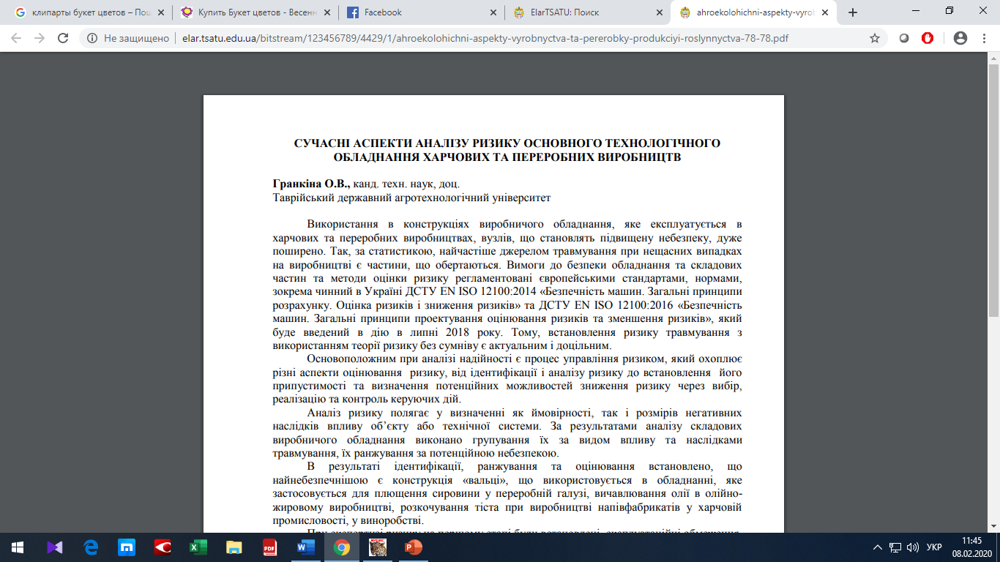 клипарты букет цветов – Пош
Купить Букет цветов - Весенн
Facebook
ElarTSATU: Поиск
ahroekolohichni-aspekty-vyrob
Не защищено
elar.tsatu.edu.ua/bitstream/123456789/4429/1/ahroekolohichni-aspekty-vyrobnyctva-ta-pererobky-produkciyi-roslynnyctva-78-78.pdf
СУЧАСНІ АСПЕКТИ АНАЛІЗУ РИЗИКУ ОСНОВНОГО ТЕХНОЛОГІЧНОГО
ОБЛАДНАННЯ ХАРЧОВИХ ТА ПЕРЕРОБНИХ ВИРОБНИЦТВ
Гранкіна О.В., канд. техн. наук, доц.
Таврійський державний агротехнологічний університет
Використання в конструкціях виробничого обладнання, яке експлуатується в
харчових та переробних виробництвах, вузлів, що становлять підвищену небезпеку, дуже
поширено. Так, за статистикою, найчастіше джерелом травмування при нещасних випадках
на виробництві є частини, що обертаються. Вимоги до безпеки обладнання та складових
частин та методи оцінки ризику регламентовані європейськими стандартами, нормами,
зокрема чинний в Україні ДСТУ EN ISO 12100:2014 «Безпечність машин. Загальні принципи
розрахунку. Оцінка ризиків і зниження ризиків» та ДСТУ EN ISO 12100:2016 «Безпечність
машин. Загальні принципи проектування оцінювання ризиків та зменшення ризиків», який
буде введений в дію в липні 2018 року. Тому, встановлення ризику травмування з
використанням теорії ризику без сумніву є актуальним і доцільним.
Основоположним при аналізі надійності є процес управління ризиком, який охоплює
різні аспекти оцінювання ризику, від ідентифікації і аналізу ризику до встановлення його
припустимості та визначення потенційних можливостей зниження ризику через вибір,
реалізацію та контроль керуючих дій.
Аналіз ризику полягає у визначенні як ймовірності, так і розмірів негативних
наслідків впливу об’єкту або технічної системи. За результатами аналізу складових
виробничого обладнання виконано групування їх за видом впливу та наслідками
травмування, їх ранжування за потенційною небезпекою.
В результаті ідентифікації, ранжування та оцінювання встановлено, що
найнебезпечнішою є конструкція «вальці», що використовується в обладнанні, яке
застосовується для плющення сировини у переробній галузі, вичавлювання олії в олійно-
жировому виробництві, розкочування тіста при виробництві напівфабрикатів у харчовій
промисловості, у виноробстві.
При експертизі ризику на першому етапі були встановлені експлуатаційні обмеження
УКР
11:45
08.02.2020